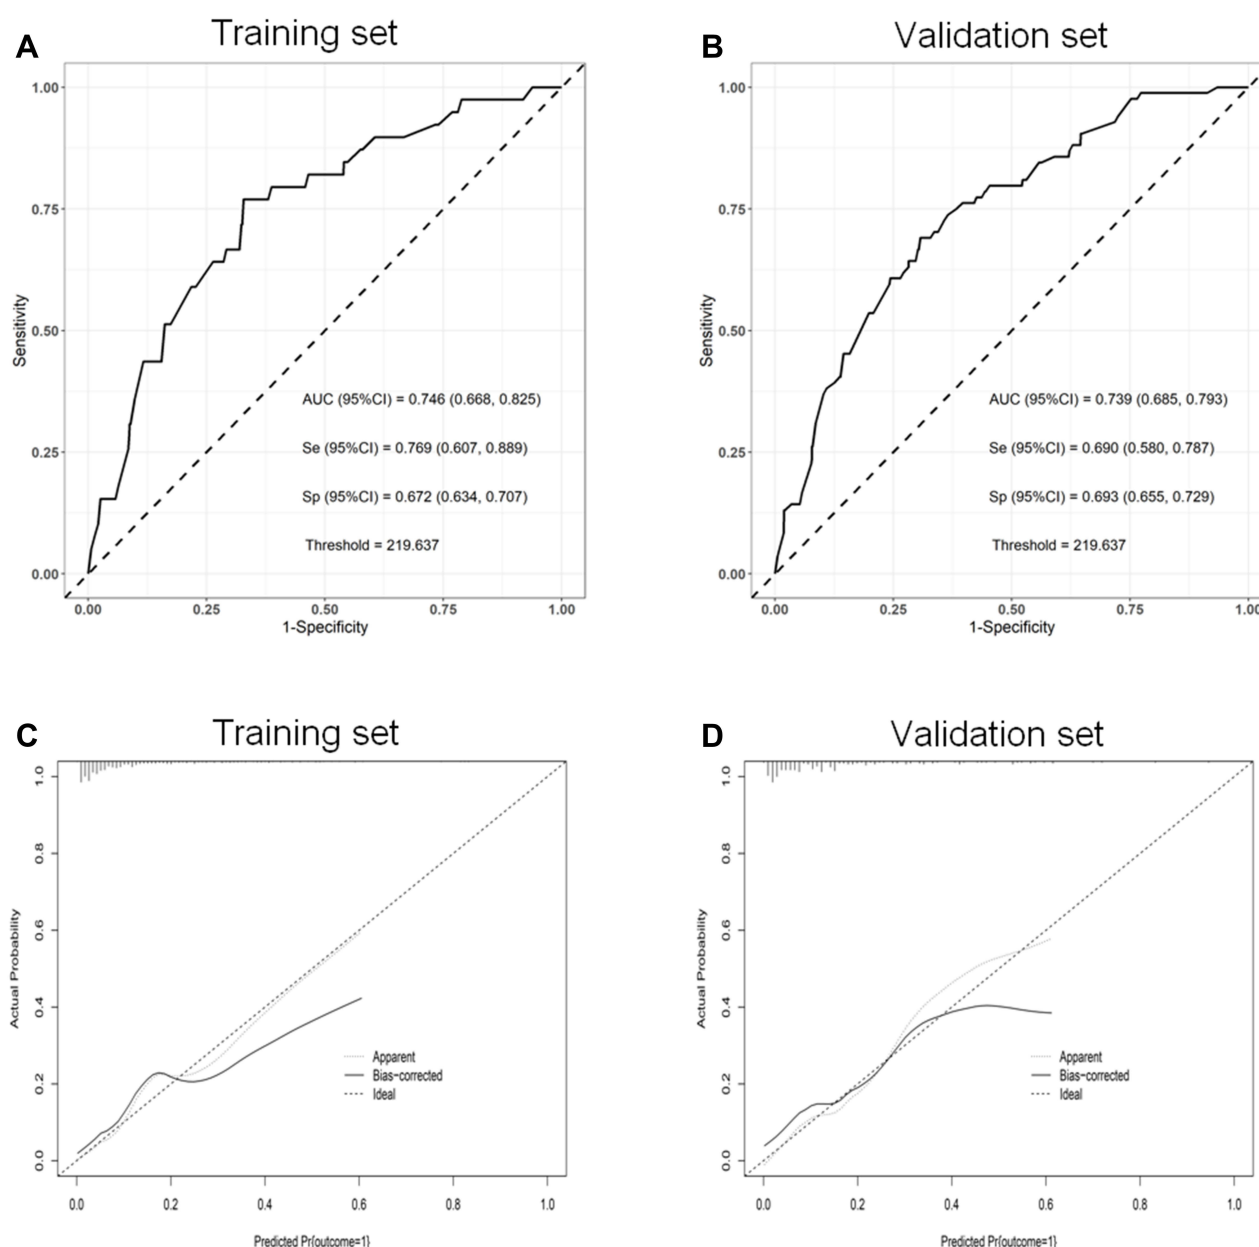 A
Training set
1.00
0.75
0.50
0.25
0.00
Sensitivity
AUC (95%CI) = 0.746 (0.668, 0.825)
Se (95%CI) = 0.769 (0.607, 0.889)
Sp (95%CI) = 0.672 (0.634, 0.707)
Threshold = 219.637
0.00 0.25 0.50 0.75 1.00
1-Specificity
B
Validation set
1.00
0.75
0.50
0.25
0.00
Sensitivity
AUC (95%CI) = 0.739 (0.685, 0.793)
Se (95%CI) = 0.690 (0.580, 0.787)
Sp (95%CI) = 0.693 (0.655, 0.729)
Threshold = 219.637
0.00 0.25 0.50 0.75 1.00
1-Specificity
C
Training set
1.0
0.8
0.6
0.4
0.2
0.0
Actual Probability
Apparent
Bias-corrected
Ideal
0.0 0.2 0.4 0.6 0.8 1.0
Predicted Pr{outcome=1}
D
Validation set
1.0
0.8
0.6
0.4
0.2
0.0
Actual Probability
Apparent
Bias-corrected
Ideal
0.0 0.2 0.4 0.6 0.8 1.0
Predicted Pr{outcome=1}